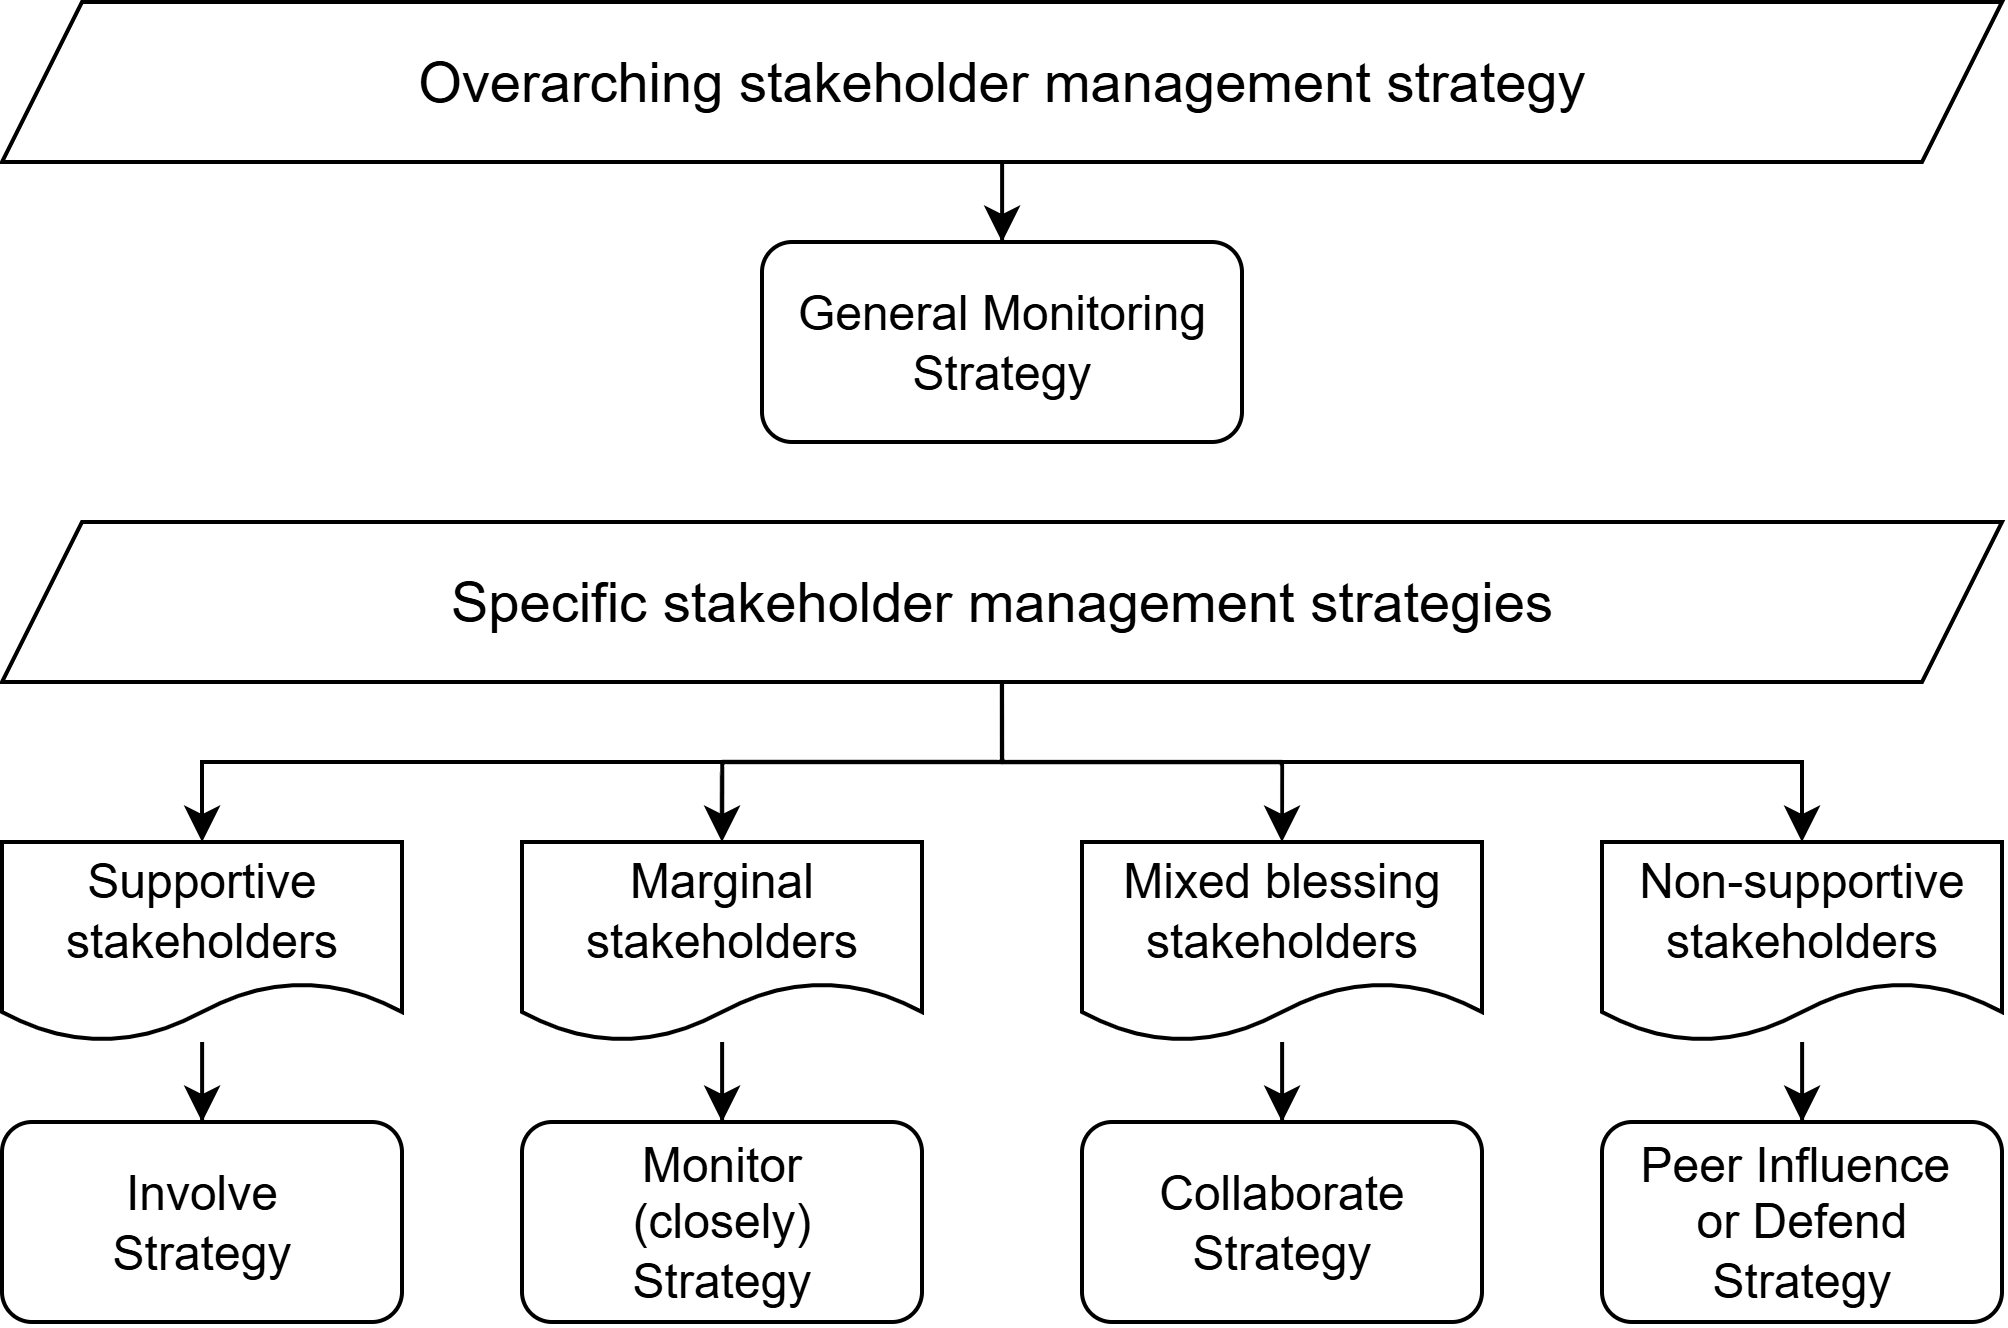 Overarching stakeholder management strategy
General Monitoring
Strategy
Specific stakeholder management strategies
Supportive
stakeholders
Marginal
stakeholders
Mixed blessing
stakeholders
Non-supportive
stakeholders
Involve
Strategy
Monitor
(closely)
Strategy
Collaborate
Strategy
Peer Influence
or Defend
Strategy